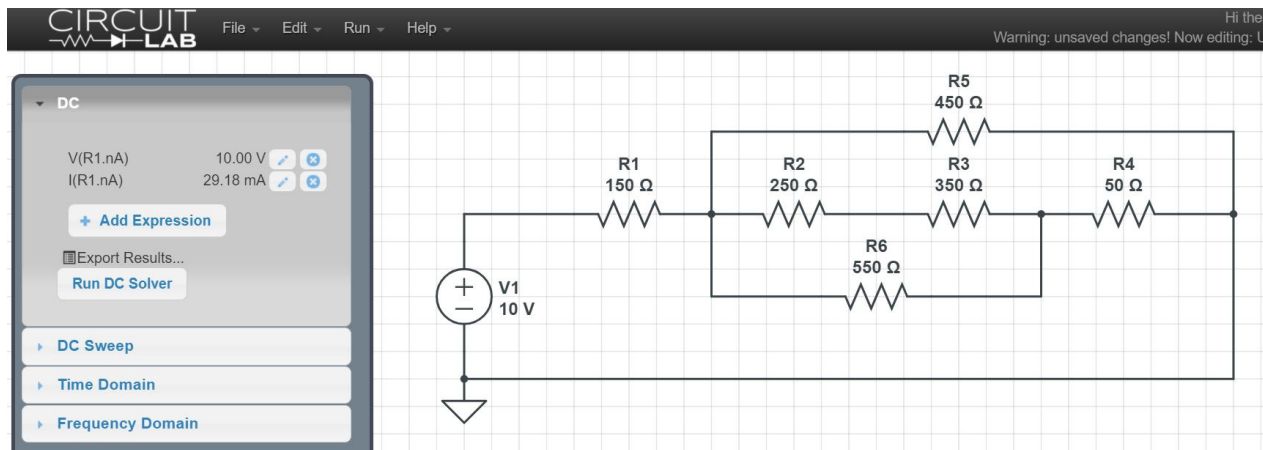 CIRCUIT
LAB
File Edit Run Help
Hi the
Warning: unsaved changes! Now editing: U
DC
V(R1.nA) 10.00 V
I(R1.nA) 29.18 mA
+ Add Expression
Export Results...
Run DC Solver
DC Sweep
Time Domain
Frequency Domain
R5
450 Ω
R1
150 Ω
R2
250 Ω
R3
350 Ω
R4
50 Ω
R6
550 Ω
V1
10 V